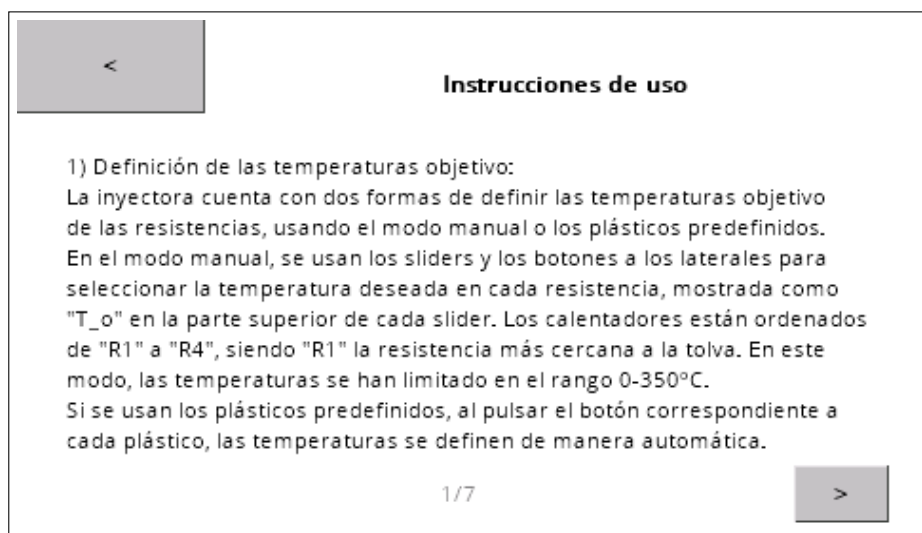 <
Instrucciones de uso
1) Definición de las temperaturas objetivo:
La inyectora cuenta con dos formas de definir las temperaturas objetivo
de las resistencias, usando el modo manual o los plásticos predefinidos.
En el modo manual, se usan los sliders y los botones a los laterales para
seleccionar la temperatura deseada en cada resistencia, mostrada como
"T_o" en la parte superior de cada slider. Los calentadores están ordenados
de "R1" a "R4", siendo "R1" la resistencia más cercana a la tolva. En este
modo, las temperaturas se han limitado en el rango 0-350ºC.
Si se usan los plásticos predefinidos, al pulsar el botón correspondiente a
cada plástico, las temperaturas se definen de manera automática.
1/7
>